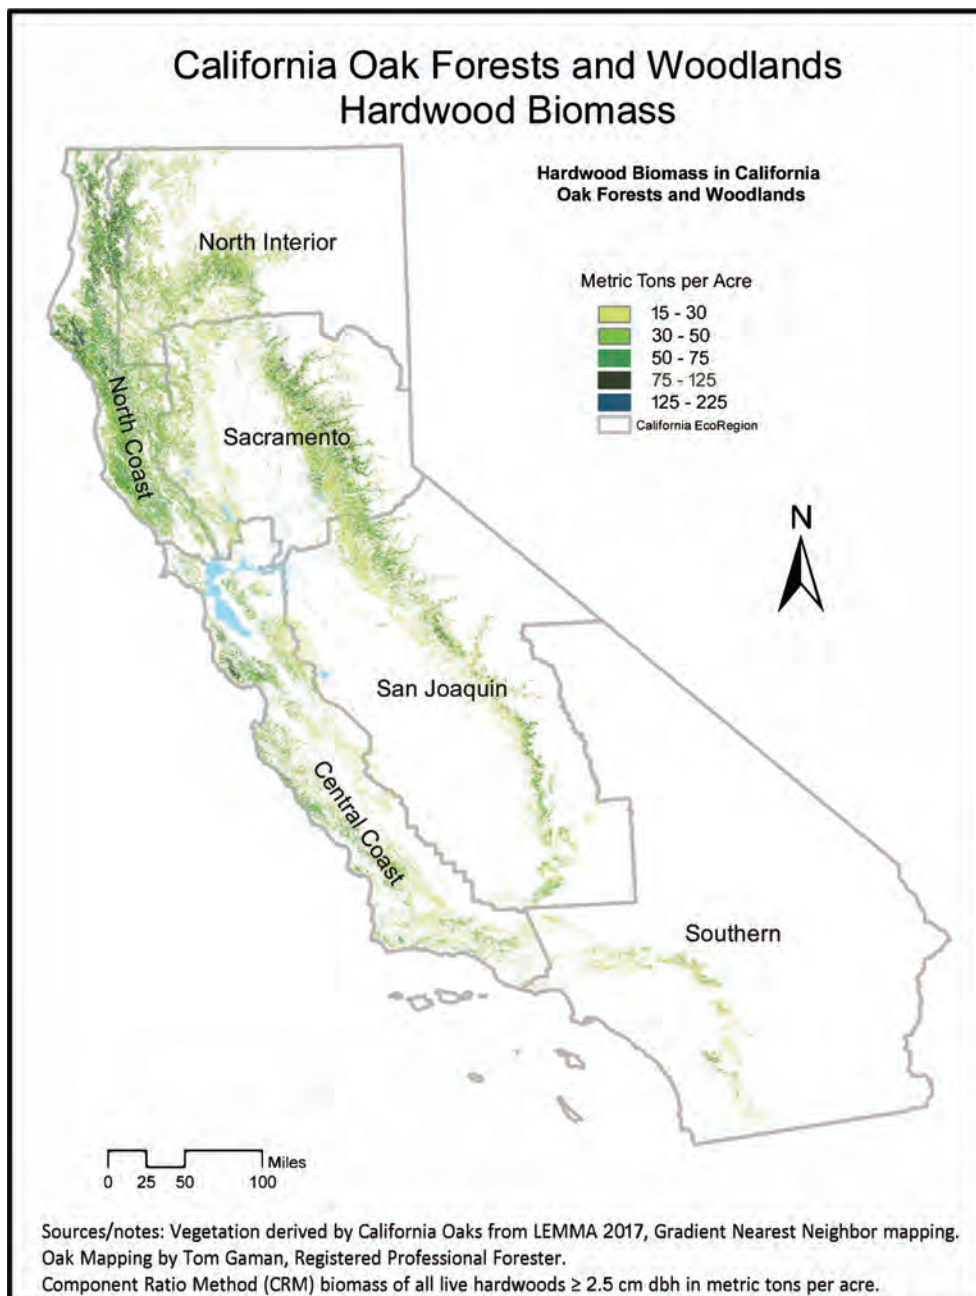 California Oak Forests and Woodlands
Hardwood Biomass
Hardwood Biomass in California
Oak Forests and Woodlands
North Interior
Metric Tons per Acre
15 - 30
30 - 50
50 - 75
75 - 125
125 - 225
California EcoRegion
North Coast
Sacramento
N
San Joaquin
Central Coast
Southern
Miles
0 25 50 100
Sources/notes: Vegetation derived by California Oaks from LEMMA 2017, Gradient Nearest Neighbor mapping.
Oak Mapping by Tom Gaman, Registered Professional Forester.
Component Ratio Method (CRM) biomass of all live hardwoods ≥ 2.5 cm dbh in metric tons per acre.